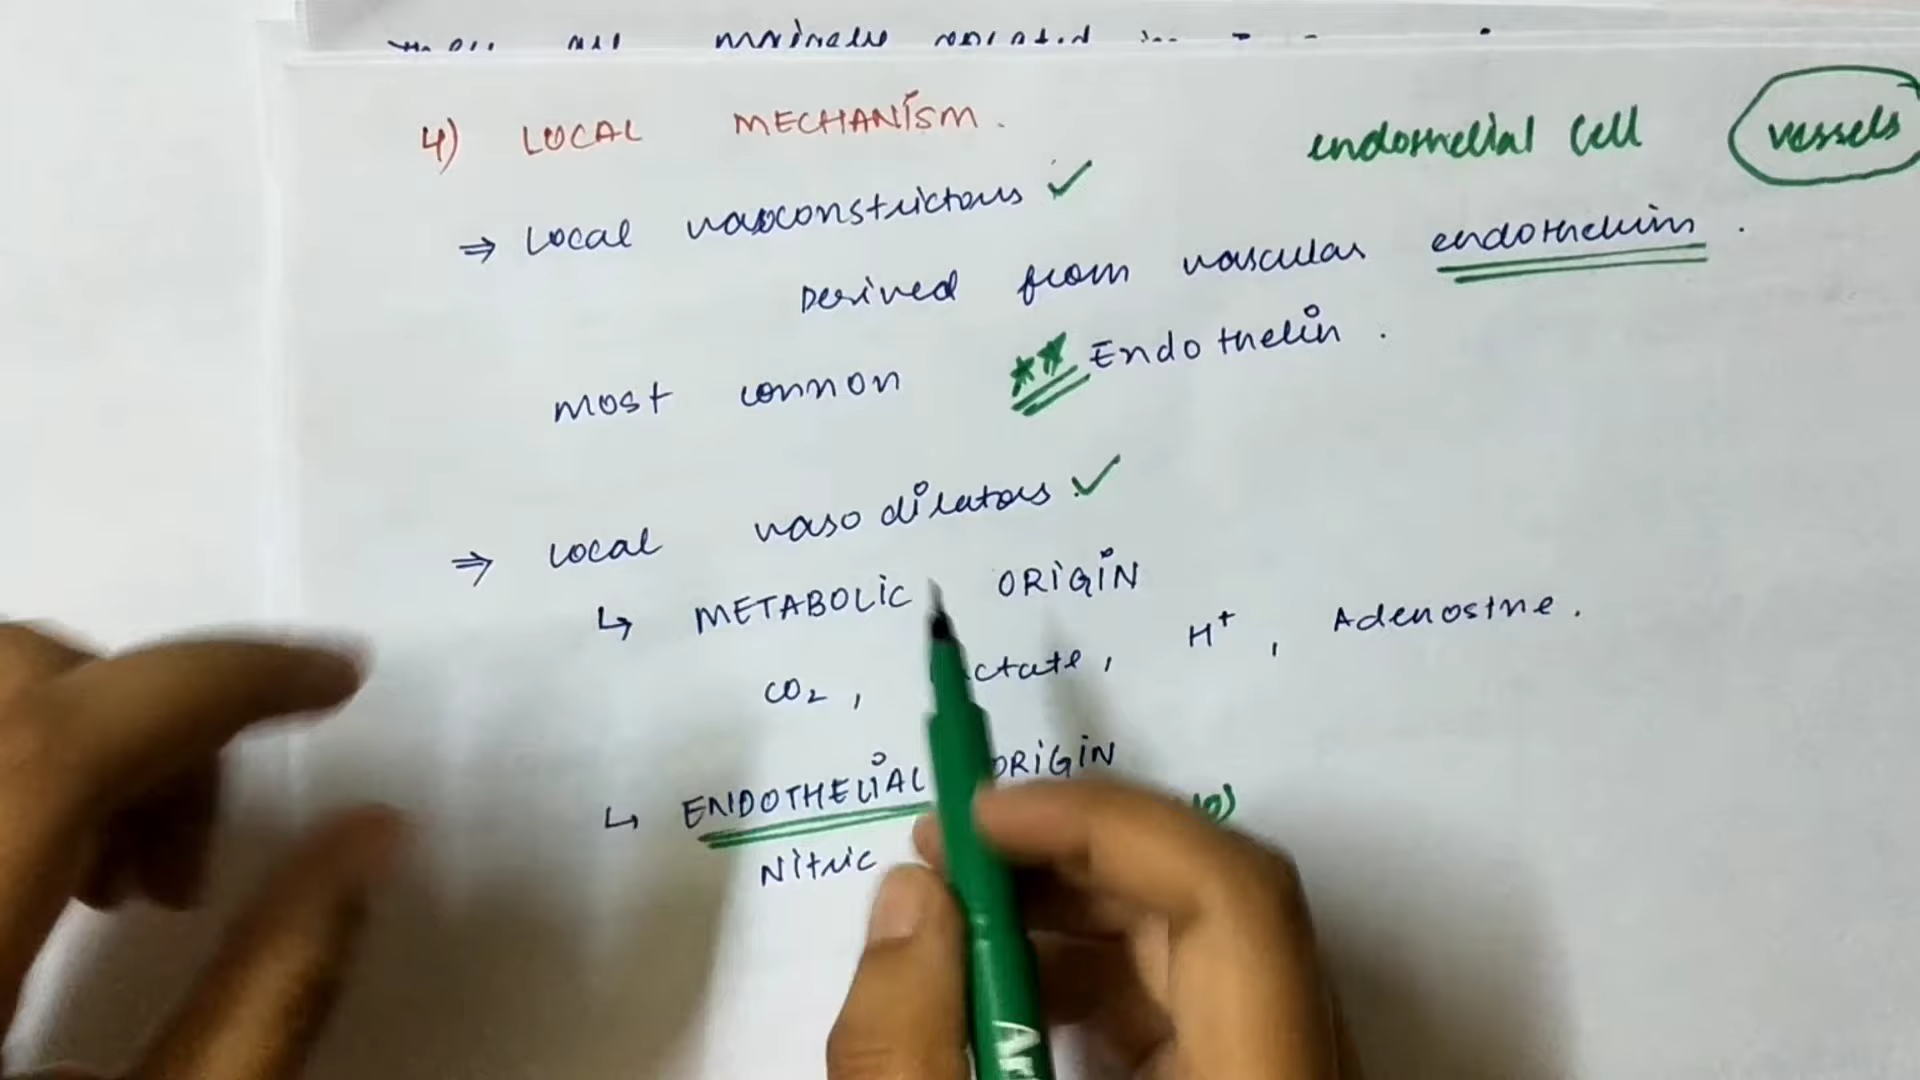 4) LOCAL MECHANISM.
endothelial cell vessels
⇒ Local vasoconstrictors ✓
Derived from vascular endothelium.
most common ** Endothelin.
⇒ Local vasodilators ✓
↳ METABOLIC ORIGIN
CO₂, H⁺, Adenosine.
↳ ENDOTHELIAL ORIGIN
Nitric